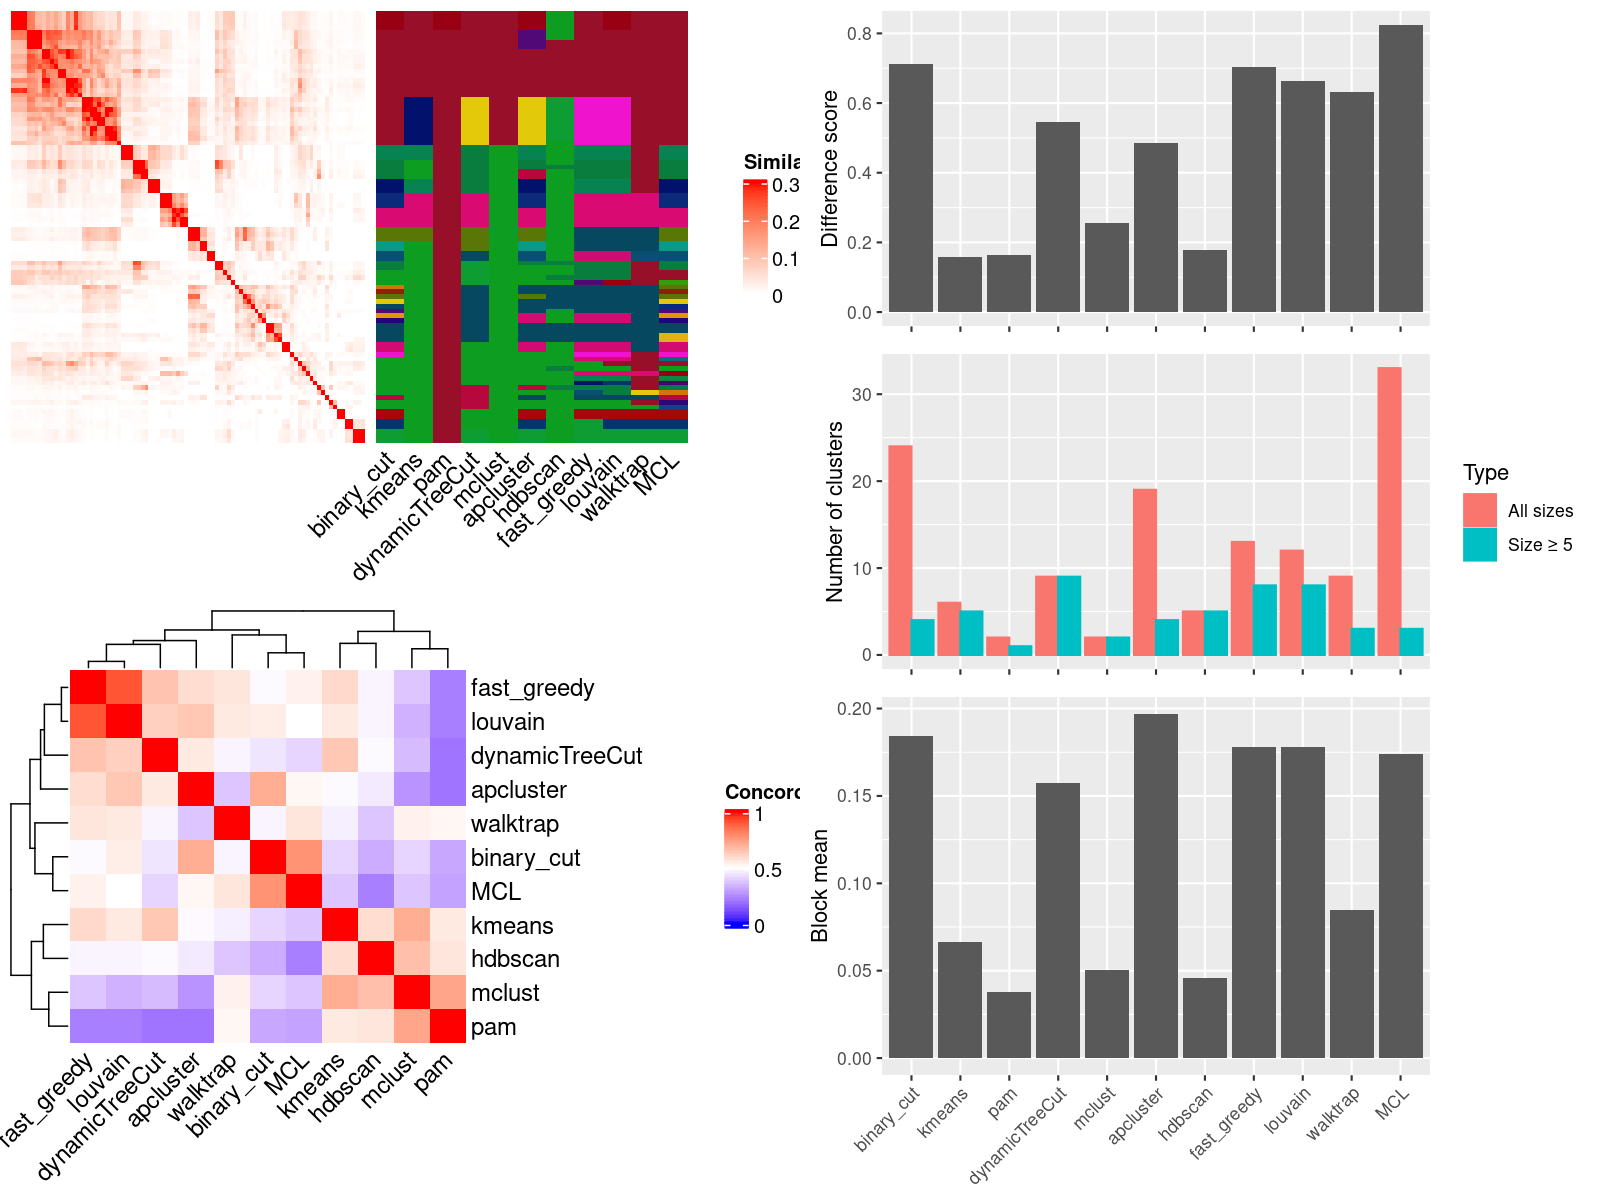 Simila
0.3
0.2
0.1
0
binary_cut
kmeans
pam
dynamicTreeCut
mclust
apcluster
hdbscan
fast_greedy
louvain
walktrap
MCL
fast_greedy
louvain
dynamicTreeCut
apcluster
walktrap
binary_cut
MCL
kmeans
hdbscan
mclust
pam
Concord
1
0.5
0
fast_greedy
louvain
dynamicTreeCut
apcluster
walktrap
binary_cut
MCL
kmeans
hdbscan
mclust
pam
Difference score
0.8
0.6
0.4
0.2
0.0
Number of clusters
30
20
10
0
Type
All sizes
Size ≥ 5
Block mean
0.20
0.15
0.10
0.05
0.00
binary_cut
kmeans
pam
dynamicTreeCut
mclust
apcluster
hdbscan
fast_greedy
louvain
walktrap
MCL